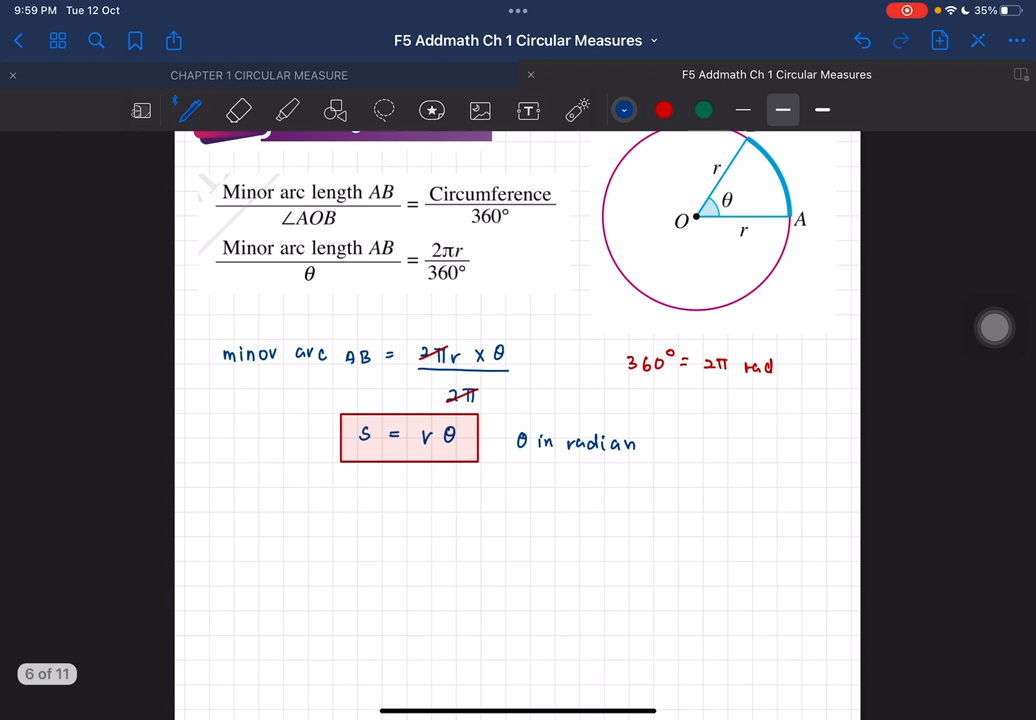 9:59 PM Tue 12 Oct
35%
F5 Addmath Ch 1 Circular Measures
CHAPTER 1 CIRCULAR MEASURE
F5 Addmath Ch 1 Circular Measures
Minor arc length AB / ∠AOB = Circumference / 360°
Minor arc length AB / θ = 2πr / 360°
r
θ
O
A
r
minor arc AB = 2πr × θ / 2π
360° = 2π rad
s = r θ
θ in radian
6 of 11